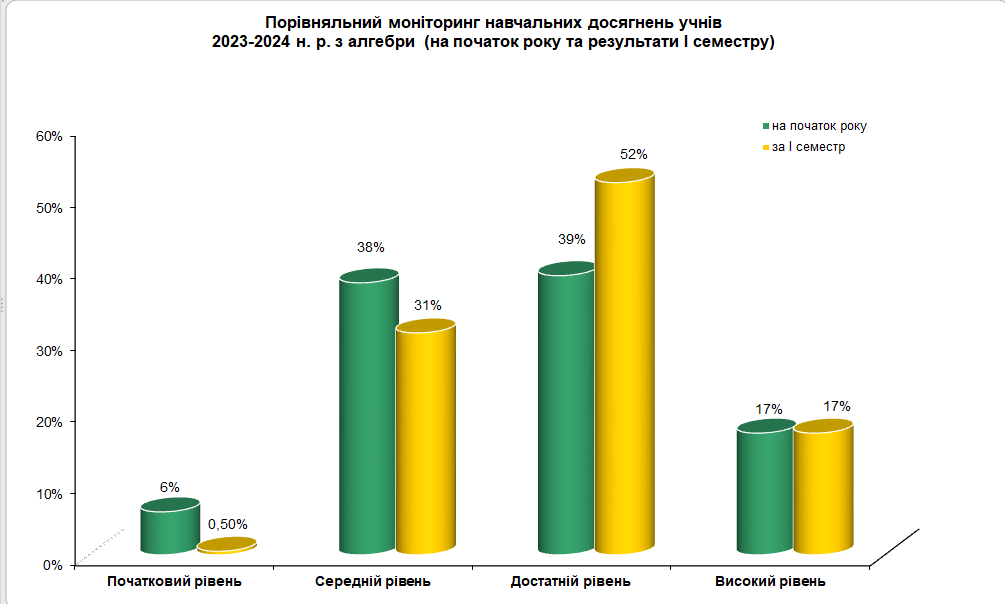 Порівняльний моніторинг навчальних досягнень учнів
2023-2024 н. р. з алгебри (на початок року та результати І семестру)
на початок року
за І семестр
60%
50%
40%
30%
20%
10%
0%
6%
0,50%
38%
31%
39%
52%
17%
17%
Початковий рівень
Середній рівень
Достатній рівень
Високий рівень